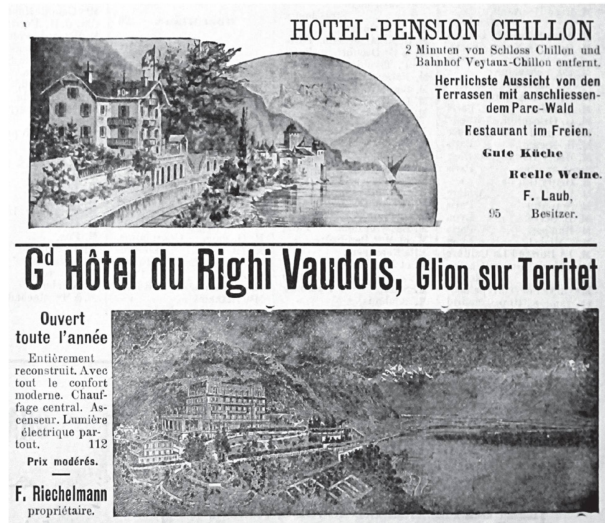 HOTEL-PENSION CHILLON
2 Minuten von Schloss Chillon und
Bahnhof Veytaux-Chillon entfernt.
Herrlichste Aussicht von den
Terrassen mit anschliessen-
dem Parc-Wald
Restaurant im Freien.
Gute Küche
Reelle Weine.
F. Laub,
95 Besitzer.
Gd Hôtel du Righi Vaudois, Glion sur Territet
Ouvert
toute l'année
Entièrement
reconstruit. Avec
tout le confort
moderne. Chauf-
fage central. As-
censeur. Lumière
électrique par-
tout. 112
Prix modérés.
F. Riechelmann
propriétaire.